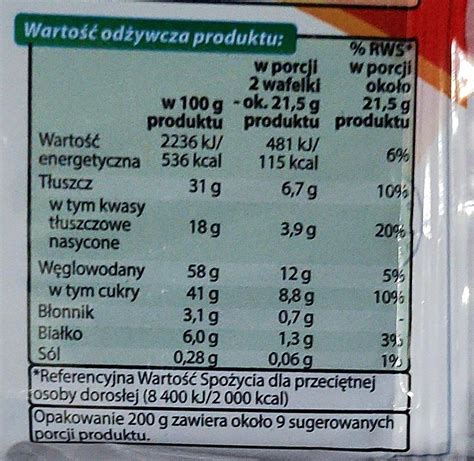 Wartość odżywcza produktu:
% RWS*
w porcji w porcji
2 wafelki około
w 100 g - ok. 21,5 g 21,5 g
produktu produktu produktu
Wartość 2236 kJ/ 481 kJ/
energetyczna 536 kcal 115 kcal 6%
Tłuszcz 31 g 6,7 g 10%
w tym kwasy
tłuszczowe 18 g 3,9 g 20%
nasycone
Węglowodany 58 g 12 g 5%
w tym cukry 41 g 8,8 g 10%
Błonnik 3,1 g 0,7 g -
Białko 6,0 g 1,3 g 3%
Sól 0,28 g 0,06 g 1%
*Referencyjna Wartość Spożycia dla przeciętnej
osoby dorosłej (8 400 kJ/2 000 kcal)
Opakowanie 200 g zawiera około 9 sugerowanych
porcji produktu.